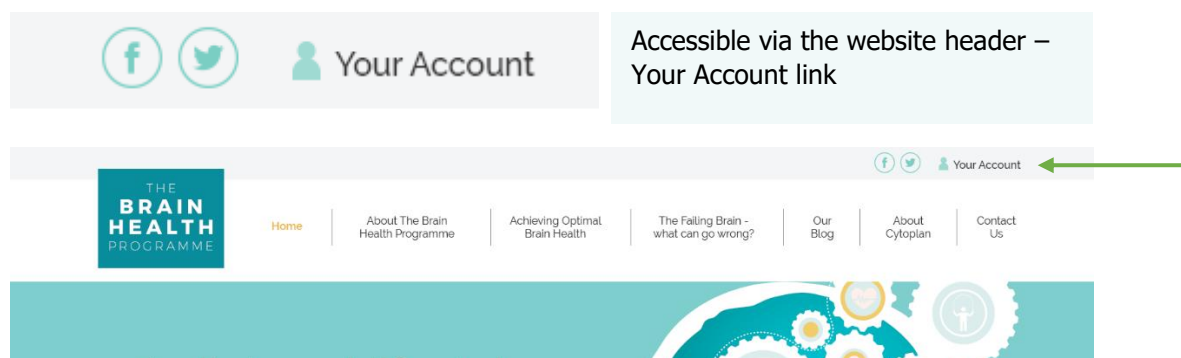 Your Account
Accessible via the website header –
Your Account link
Your Account
THE
BRAIN
HEALTH
PROGRAMME
Home
About The Brain
Health Programme
Achieving Optimal
Brain Health
The Failing Brain -
what can go wrong?
Our
Blog
About
Cytoplan
Contact
Us